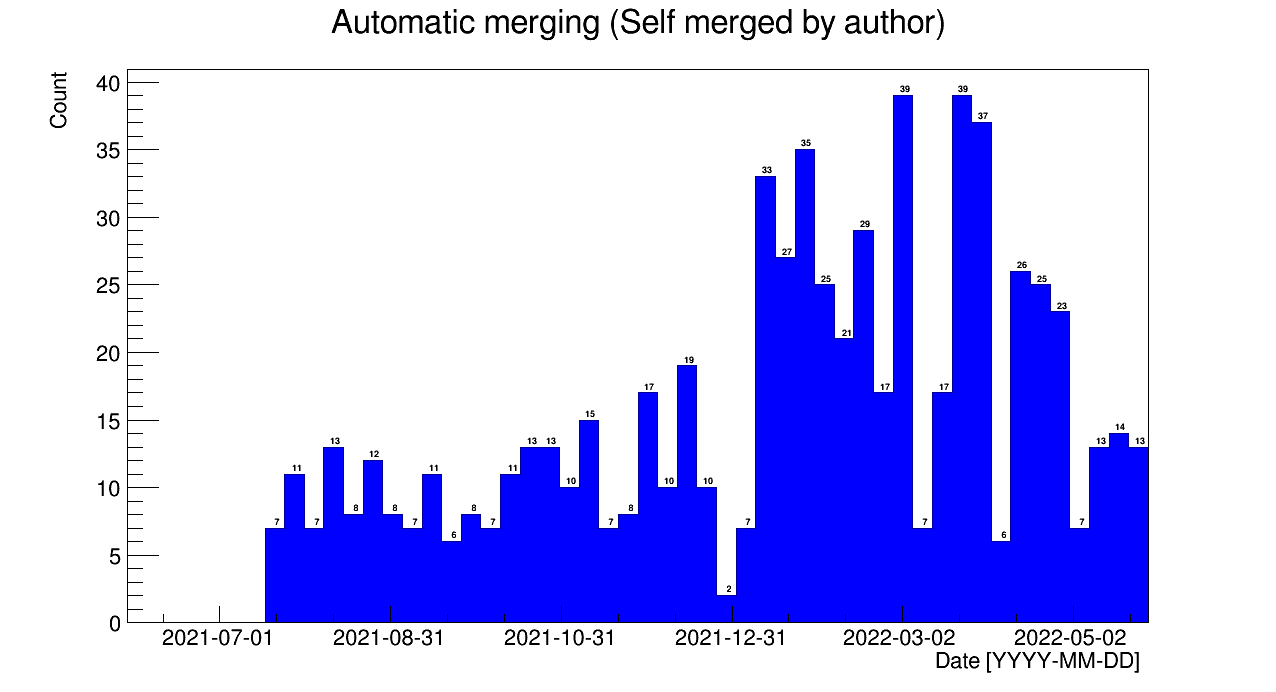 Automatic merging (Self merged by author)
Count
40
35
30
25
20
15
10
5
0
7 11 7 13 8 12 8 7 11 6 8 7 11 13 13 10 15 7 8 17 10 19 10 2 7 33 27 35 25 21 29 17 39 7 17 39 37 6 26 25 23 7 13 14 13
2021-07-01 2021-08-31 2021-10-31 2021-12-31 2022-03-02 2022-05-02
Date [YYYY-MM-DD]